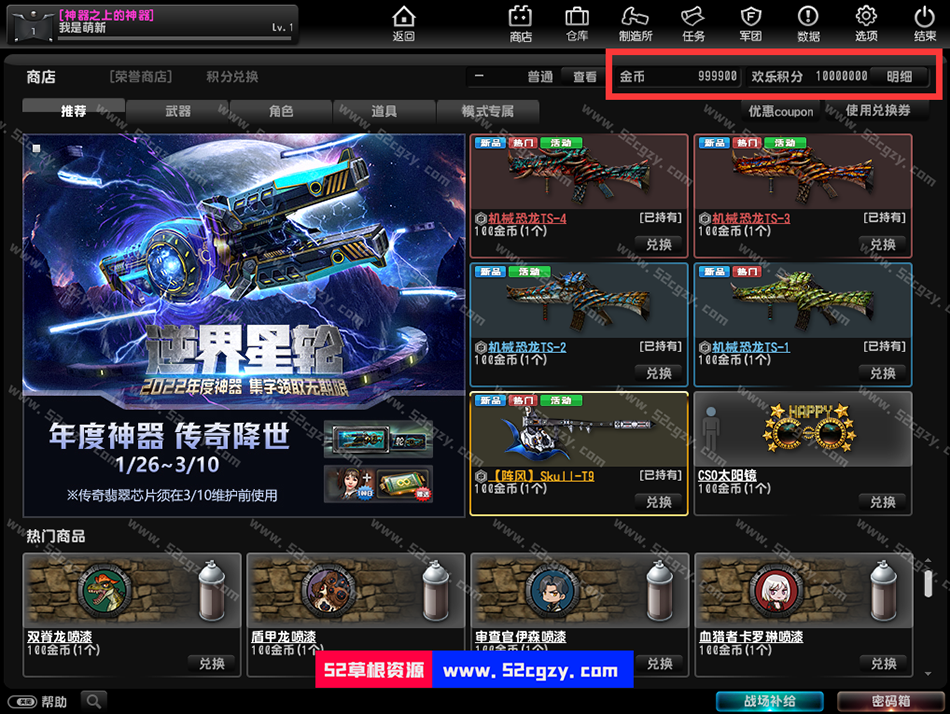 [神器之上的神器]
我是萌新
Lv. 1
1
返回 商店 仓库 制造所 任务 军团 数据 选项 结束
商店 [荣誉商店] 积分兑换
— 普通 查看 金币 999900 欢乐积分 10000000 明细
推荐 武器 角色 道具 模式专属 优惠coupon 使用兑换券
逆界星轮
2022年度神器 集字领取无期限
年度神器 传奇降世
1/26~3/10
※传奇翡翠芯片须在3/10维护前使用
新品 热门 活动
机械恐龙TS-4 [已持有]
100金币(1个)
兑换
新品 热门 活动
机械恐龙TS-3 [已持有]
100金币(1个)
兑换
新品 活动
机械恐龙TS-2 [已持有]
100金币(1个)
兑换
新品 热门
机械恐龙TS-1 [已持有]
100金币(1个)
兑换
新品 热门 活动
【阵风】Skull-T9 [已持有]
100金币(1个)
兑换
HAPPY
CSO太阳镜
100金币(1个)
兑换
热门商品
双脊龙喷漆
100金币(1个)
兑换
盾甲龙喷漆
100金币(1个)
审查官伊森喷漆
100金币(1个)
兑换
血猎者卡罗琳喷漆
100金币(1个)
兑换
52草根资源 www.52cgzy.com
帮助
战场补给 密码箱
www.52cgzy.com